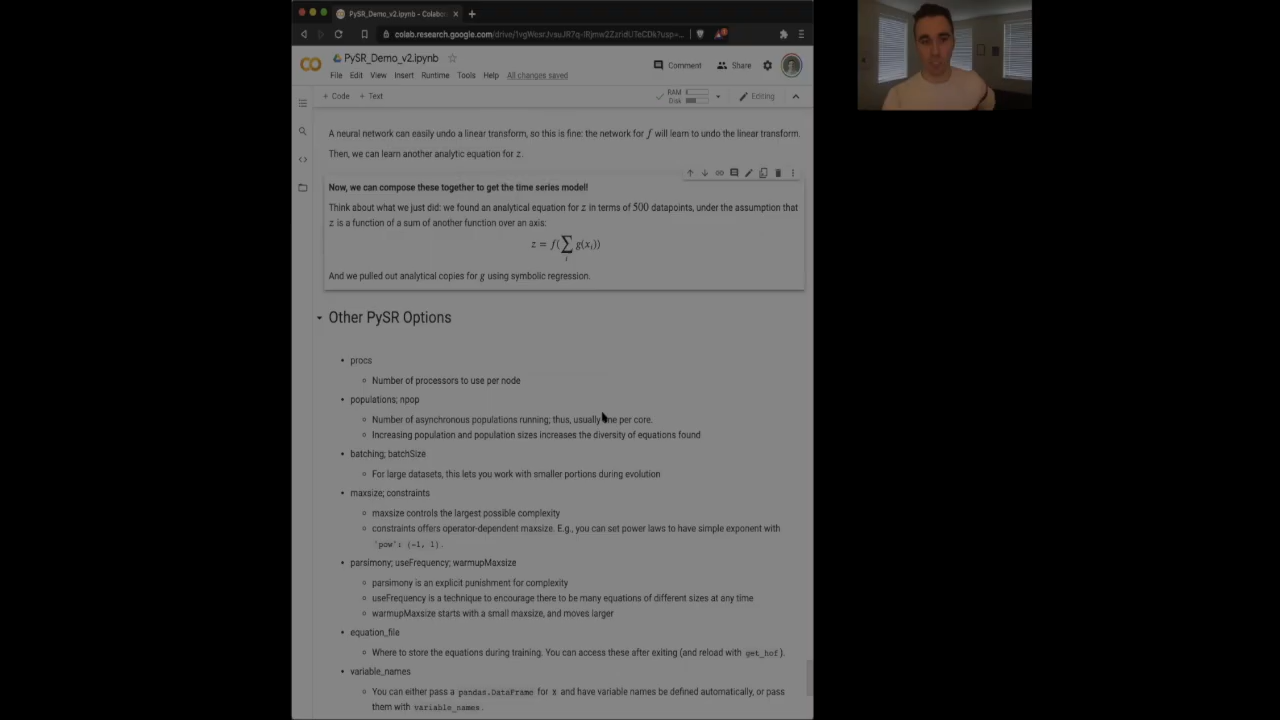 PySR_Demo_v2.ipynb - Colabor
PySR_Demo_v2.ipynb
Comment
Share
File Edit View Insert Runtime Tools Help All changes saved
+ Code + Text
RAM
Disk
Editing
A neural network can easily undo a linear transform, so this is fine: the network for f will learn to undo the linear transform.
Then, we can learn another analytic equation for z.
Now, we can compose these together to get the time series model!
Think about what we just did: we found an analytical equation for z in terms of 500 datapoints, under the assumption that
z is a function of a sum of another function over an axis:
z = f(∑ g(xᵢ))
i
And we pulled out analytical copies for g using symbolic regression.
Other PySR Options
• procs
Number of processors to use per node
• populations; npop
Number of asynchronous populations running; thus, usually one per core.
Increasing population and population sizes increases the diversity of equations found
• batching; batchSize
For large datasets, this lets you work with smaller portions during evolution
• maxsize; constraints
maxsize controls the largest possible complexity
constraints offers operator-dependent maxsize. E.g., you can set power laws to have simple exponent with
'pow': (-1, 1).
• parsimony; useFrequency; warmupMaxsize
parsimony is an explicit punishment for complexity
useFrequency is a technique to encourage there to be many equations of different sizes at any time
warmupMaxsize starts with a small maxsize, and moves larger
• equation_file
Where to store the equations during training. You can access these after exiting (and reload with get_hof).
• variable_names
You can either pass a pandas.DataFrame for x and have variable names be defined automatically, or pass
them with variable_names.